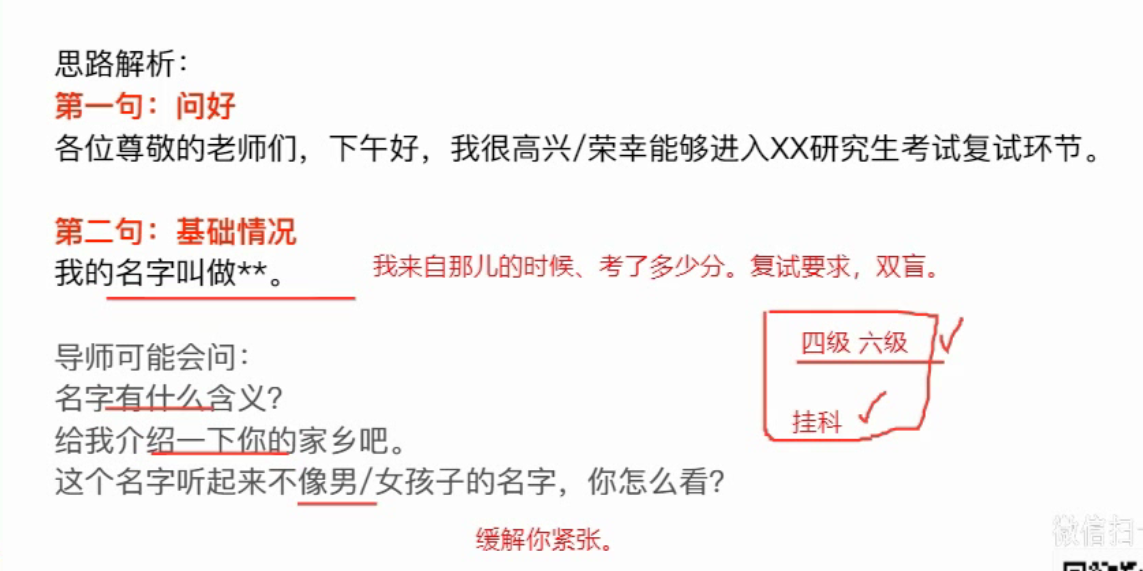 思路解析：
第一句：问好
各位尊敬的老师们，下午好，我很高兴/荣幸能够进入XX研究生考试复试环节。
第二句：基础情况
我的名字叫做**。
我来自那儿的时候、考了多少分。复试要求，双盲。
四级 六级
挂科
导师可能会问：
名字有什么含义？
给我介绍一下你的家乡吧。
这个名字听起来不像男/女孩子的名字，你怎么看？
缓解你紧张。
微信扫一